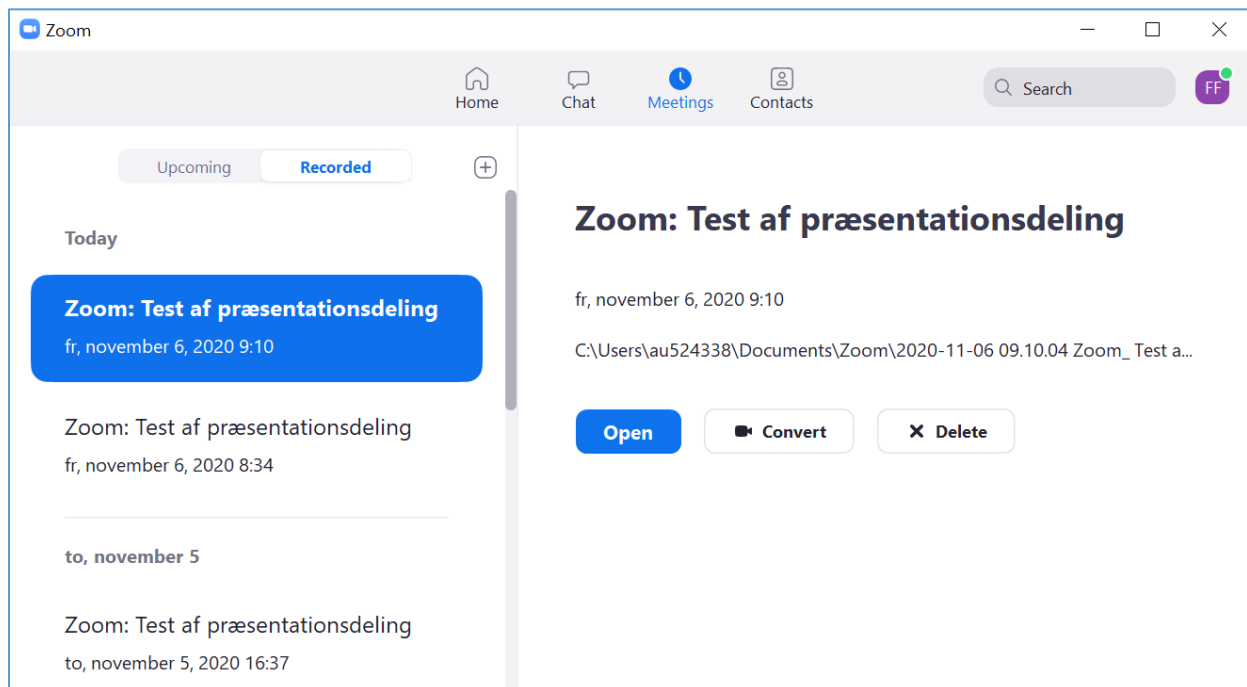 Zoom
Home
Chat
Meetings
Contacts
Search
FF
Upcoming
Recorded
Today
Zoom: Test af præsentationsdeling
fr, november 6, 2020 9:10
Zoom: Test af præsentationsdeling
fr, november 6, 2020 8:34
to, november 5
Zoom: Test af præsentationsdeling
to, november 5, 2020 16:37
Zoom: Test af præsentationsdeling
fr, november 6, 2020 9:10
C:\Users\au524338\Documents\Zoom\2020-11-06 09.10.04 Zoom_ Test a...
Open
Convert
Delete